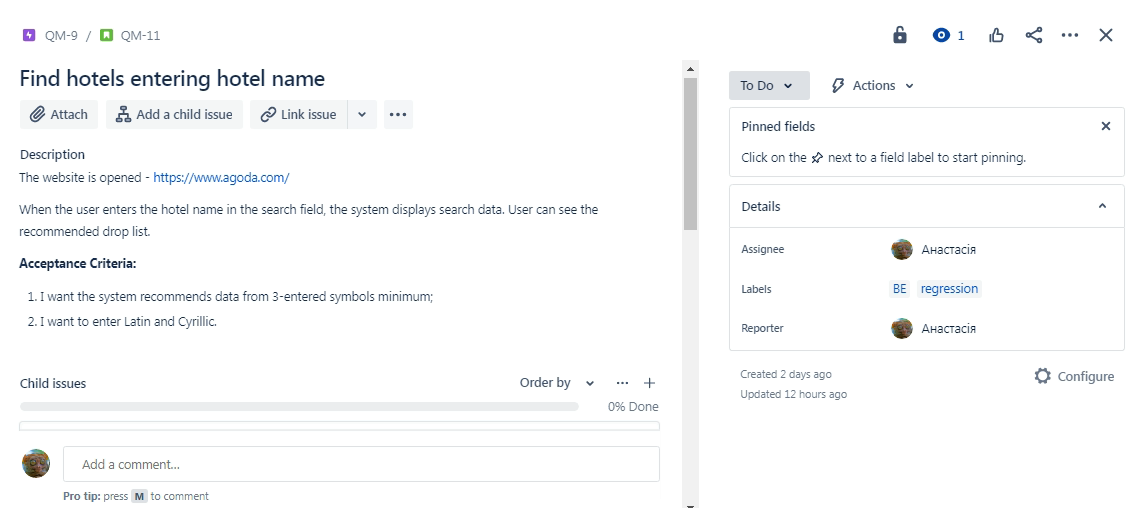 QM-9 / QM-11
1
Find hotels entering hotel name
Attach
Add a child issue
Link issue
Description
The website is opened - https://www.agoda.com/
When the user enters the hotel name in the search field, the system displays search data. User can see the
recommended drop list.
Acceptance Criteria:
1. I want the system recommends data from 3-entered symbols minimum;
2. I want to enter Latin and Cyrillic.
Child issues
Order by
0% Done
Add a comment...
Pro tip: press M to comment
To Do
Actions
Pinned fields
Click on the next to a field label to start pinning.
Details
Assignee Анастасія
Labels BE regression
Reporter Анастасія
Created 2 days ago
Configure
Updated 12 hours ago